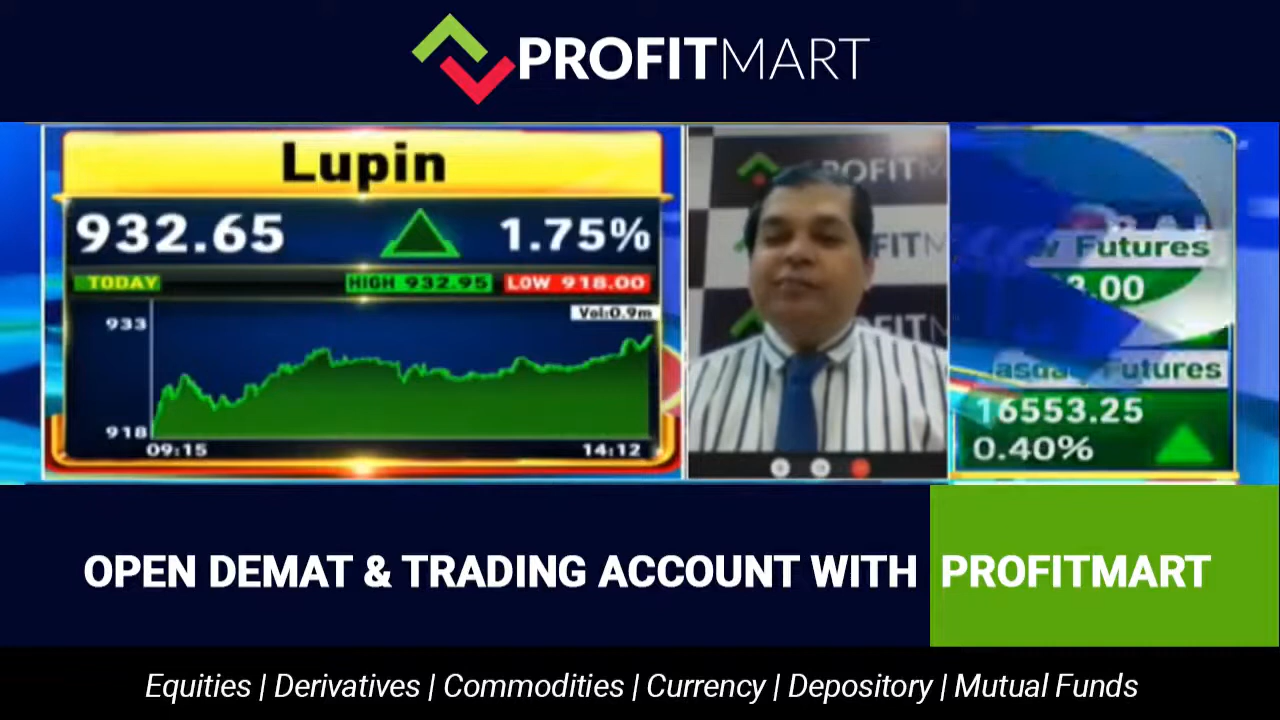 PROFITMART
Lupin
932.65 1.75%
TODAY HIGH 932.95 LOW 918.00
Vol:0.9m
933
918
09:15 14:12
Futures
.00
Futures
16553.25
0.40%
OPEN DEMAT & TRADING ACCOUNT WITH PROFITMART
Equities | Derivatives | Commodities | Currency | Depository | Mutual Funds